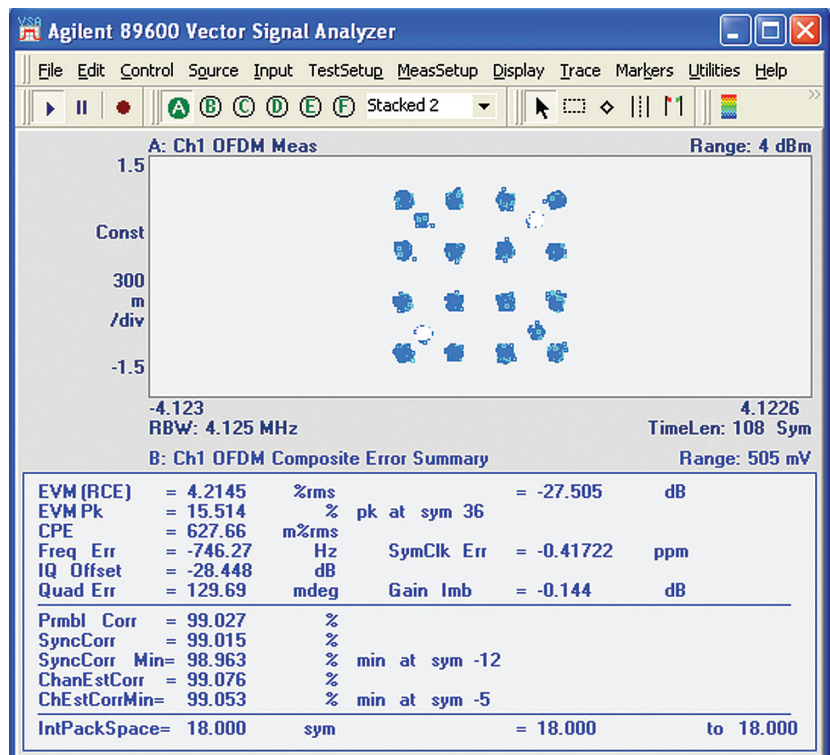 VSA
Agilent 89600 Vector Signal Analyzer
File Edit Control Source Input TestSetup MeasSetup Display Trace Markers Utilities Help
A B C D E F Stacked 2
A: Ch1 OFDM Meas Range: 4 dBm
1.5
Const
300
m
/div
-1.5
-4.123 4.1226
RBW: 4.125 MHz TimeLen: 108 Sym
B: Ch1 OFDM Composite Error Summary Range: 505 mV
EVM (RCE) = 4.2145 %rms = -27.505 dB
EVM Pk = 15.514 % pk at sym 36
CPE = 627.66 m%rms
Freq Err = -746.27 Hz SymClk Err = -0.41722 ppm
IQ Offset = -28.448 dB
Quad Err = 129.69 mdeg Gain Imb = -0.144 dB
Prmbl Corr = 99.027 %
SyncCorr = 99.015 %
SyncCorr Min= 98.963 % min at sym -12
ChanEstCorr = 99.076 %
ChEstCorrMin= 99.053 % min at sym -5
IntPackSpace= 18.000 sym = 18.000 to 18.000